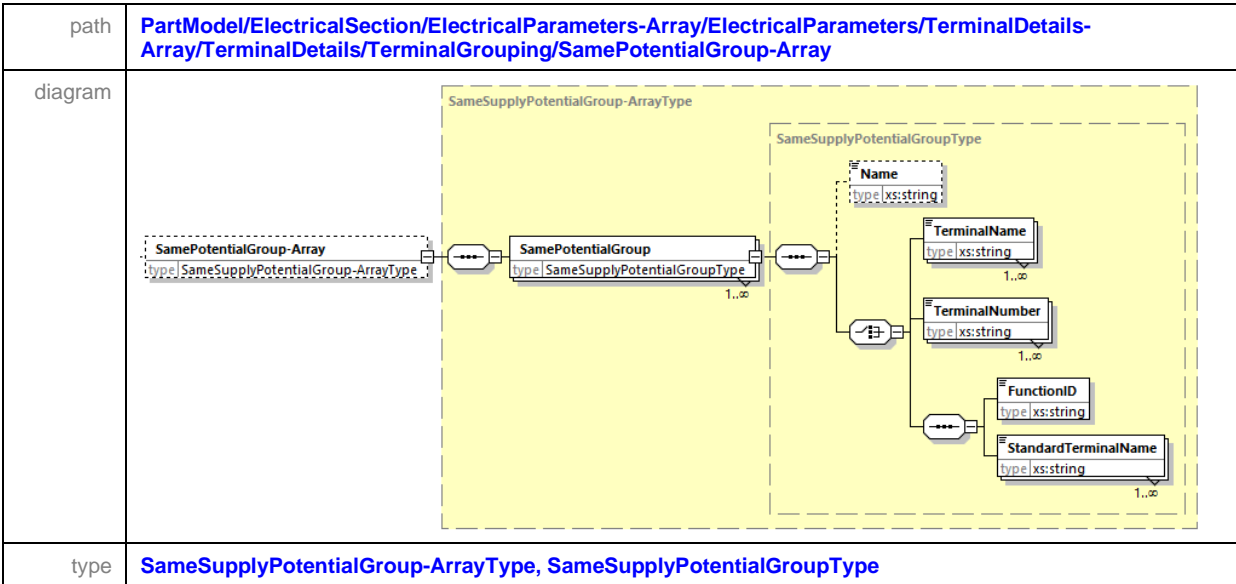 path
PartModel/ElectricalSection/ElectricalParameters-Array/ElectricalParameters/TerminalDetails-
Array/TerminalDetails/TerminalGrouping/SamePotentialGroup-Array
diagram
SameSupplyPotentialGroup-ArrayType
SameSupplyPotentialGroupType
Name
type xs:string
TerminalName
type xs:string
1..∞
SamePotentialGroup-Array
type SameSupplyPotentialGroup-ArrayType
SamePotentialGroup
type SameSupplyPotentialGroupType
1..∞
TerminalNumber
type xs:string
1..∞
FunctionID
type xs:string
StandardTerminalName
type xs:string
1..∞
type
SameSupplyPotentialGroup-ArrayType, SameSupplyPotentialGroupType